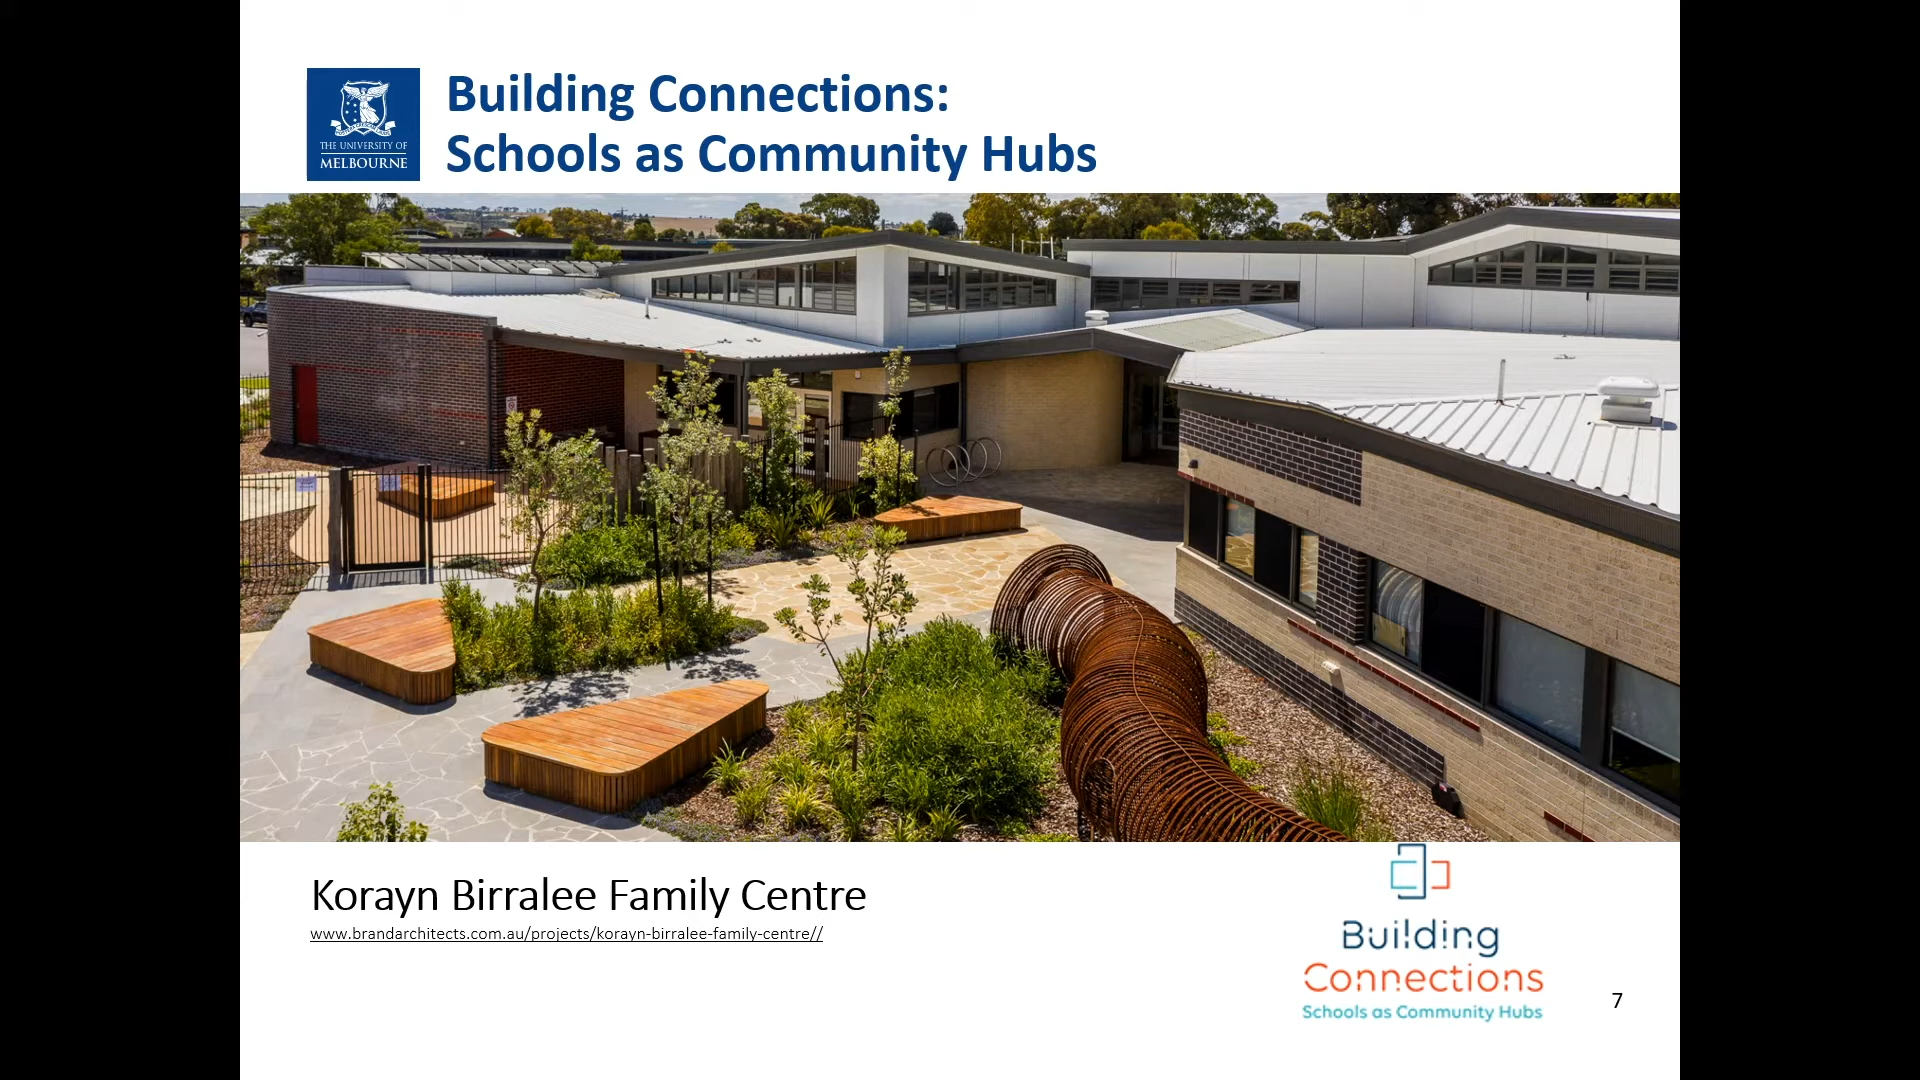 THE UNIVERSITY OF
MELBOURNE
Building Connections:
Schools as Community Hubs
Korayn Birralee Family Centre
www.brandarchitects.com.au/projects/korayn-birralee-family-centre//
Building
Connections
Schools as Community Hubs
7